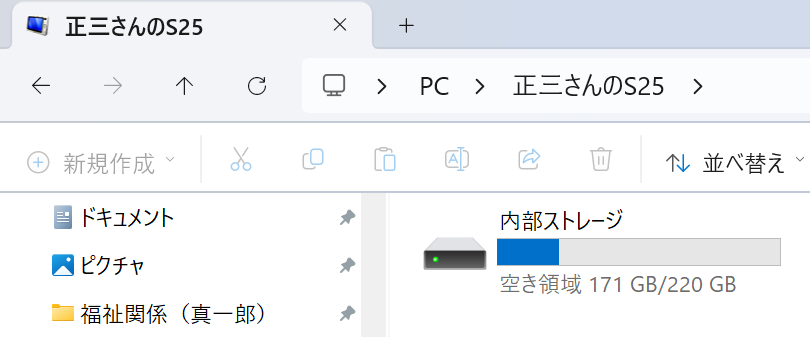 正三さんのS25
PC 正三さんのS25
新規作成 並べ替え
ドキュメント
ピクチャ
福祉関係（真一郎）
内部ストレージ
空き領域 171 GB/220 GB